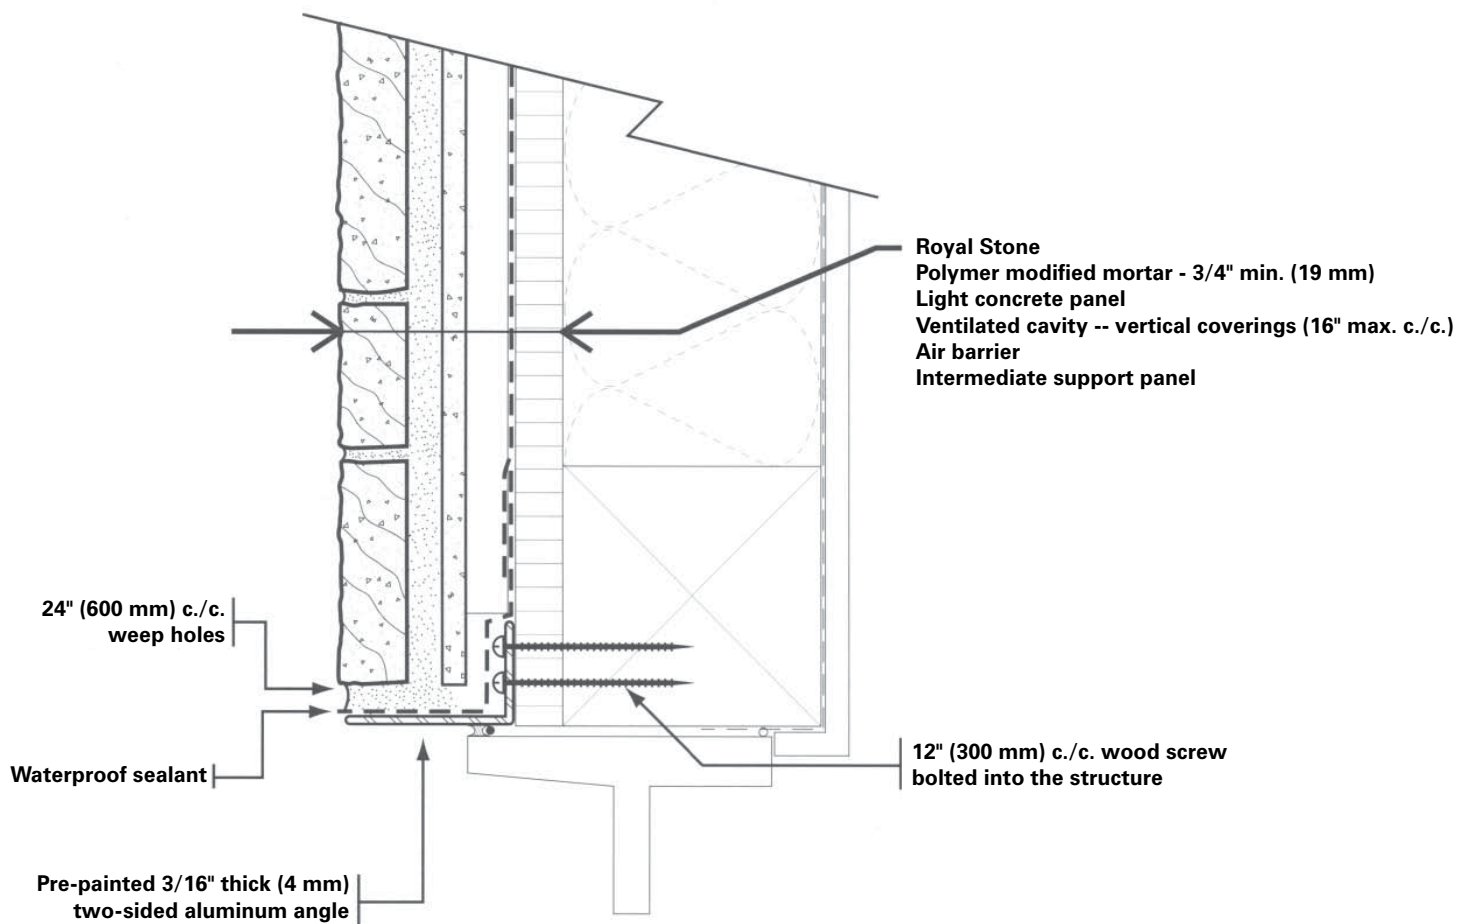 Royal Stone
Polymer modified mortar - 3/4" min. (19 mm)
Light concrete panel
Ventilated cavity -- vertical coverings (16" max. c./c.)
Air barrier
Intermediate support panel
24" (600 mm) c./c.
weep holes
Waterproof sealant
12" (300 mm) c./c. wood screw
bolted into the structure
Pre-painted 3/16" thick (4 mm)
two-sided aluminum angle